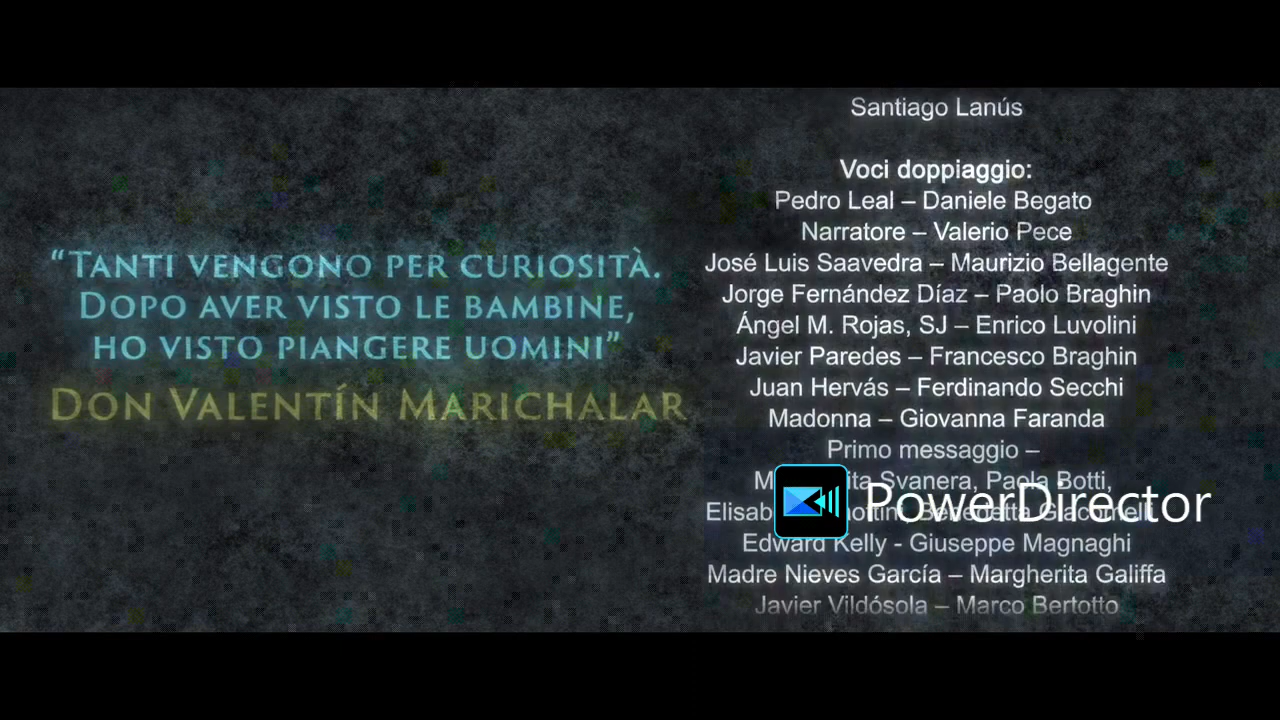 “TANTI VENGONO PER CURIOSITÀ.
DOPO AVER VISTO LE BAMBINE,
HO VISTO PIANGERE UOMINI”
DON VALENTÍN MARICHALAR
Santiago Lanús
Voci doppiaggio:
Pedro Leal – Daniele Begato
Narratore – Valerio Pece
José Luis Saavedra – Maurizio Bellagente
Jorge Fernández Díaz – Paolo Braghin
Ángel M. Rojas, SJ – Enrico Luvolini
Javier Paredes – Francesco Braghin
Juan Hervás – Ferdinando Secchi
Madonna – Giovanna Faranda
Primo messaggio –
Svanera, Paola Botti,
PowerDirector
Edward Kelly - Giuseppe Magnaghi
Madre Nieves García – Margherita Galiffa
Javier Vildósola – Marco Bertotto